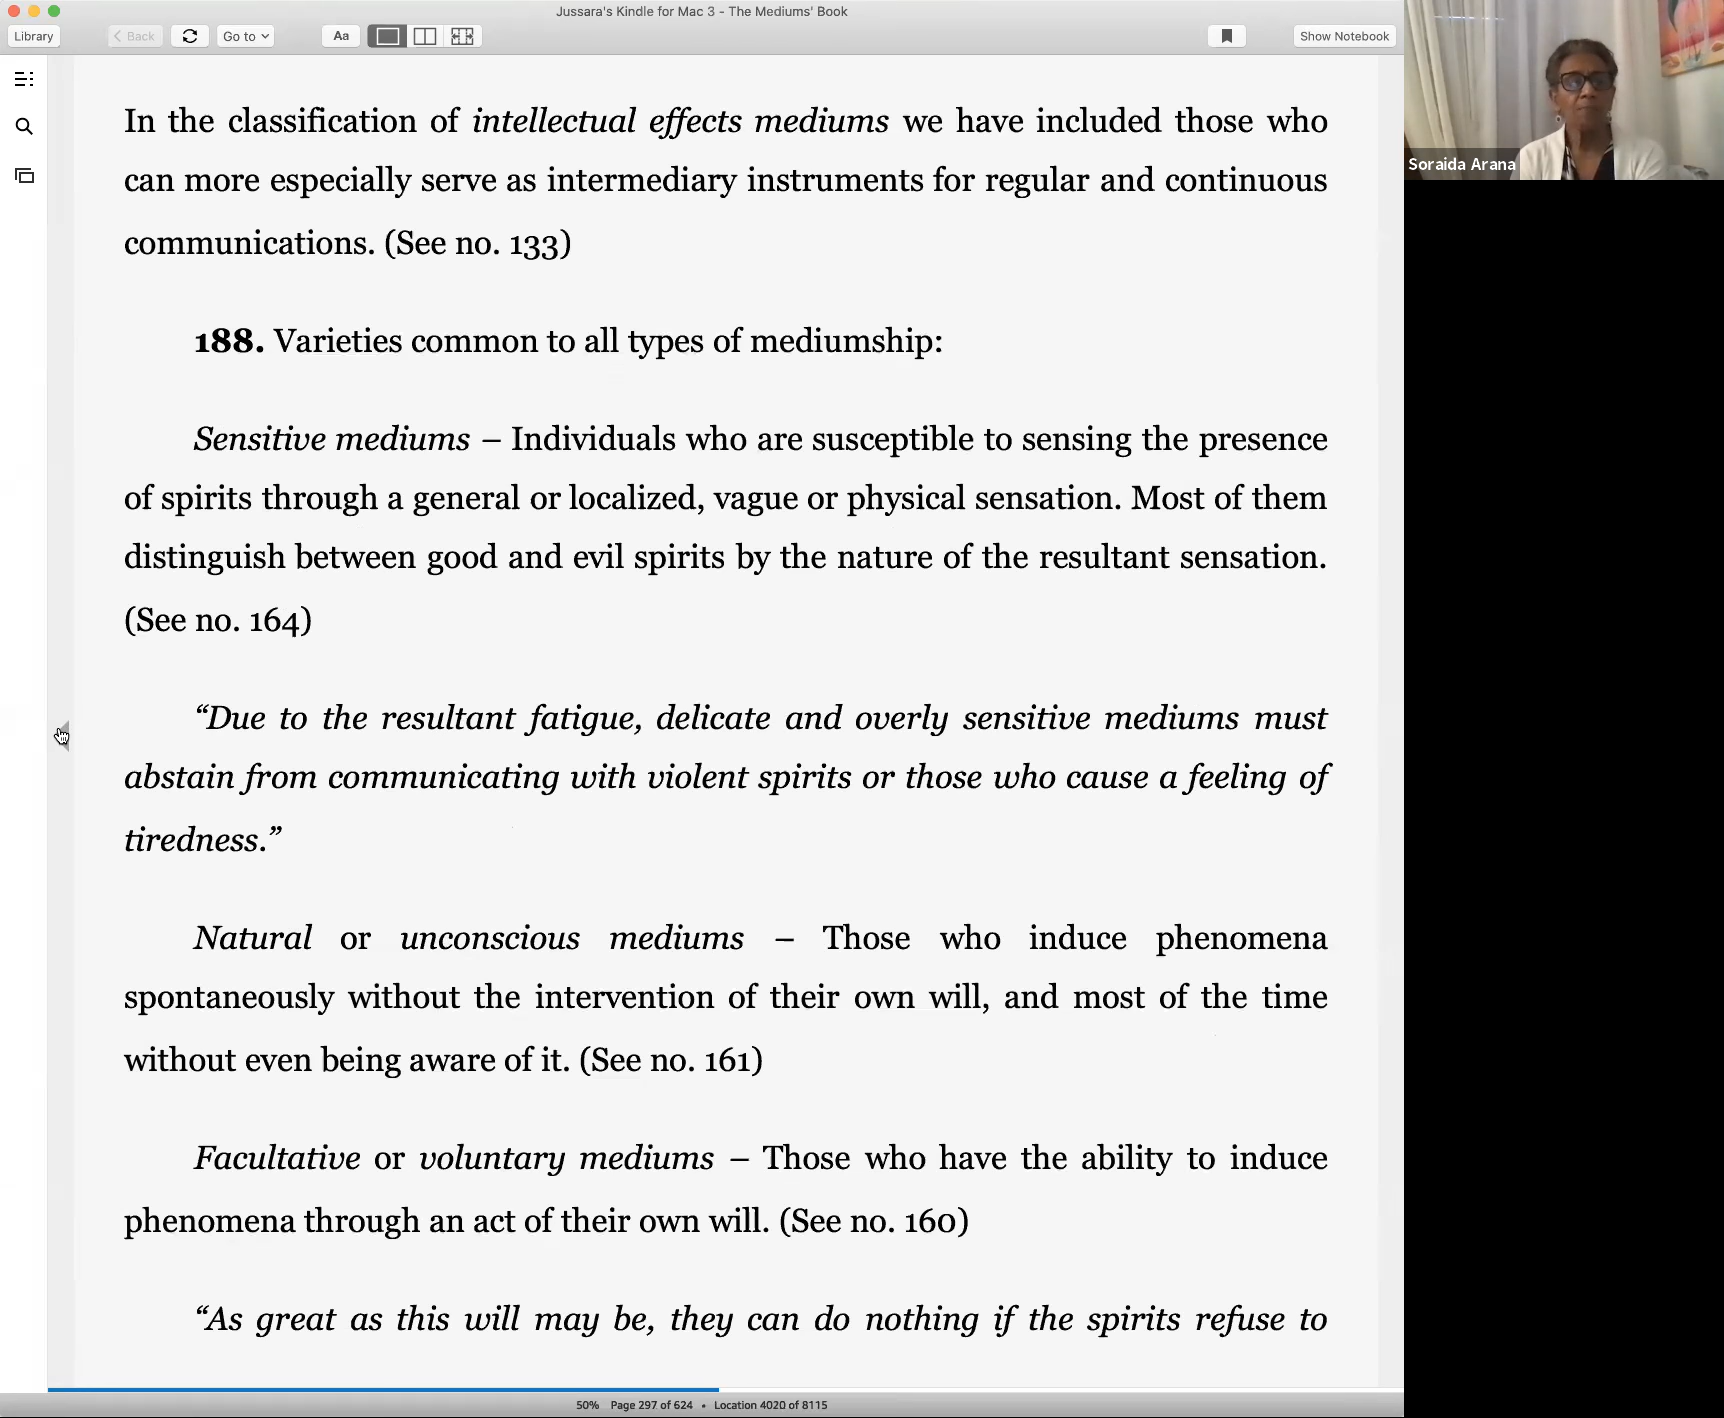 Jussara's Kindle for Mac 3 - The Mediums' Book
Library
Back
Go to
Aa
Show Notebook
In the classification of intellectual effects mediums we have included those who
can more especially serve as intermediary instruments for regular and continuous
communications. (See no. 133)
188. Varieties common to all types of mediumship:
Sensitive mediums – Individuals who are susceptible to sensing the presence
of spirits through a general or localized, vague or physical sensation. Most of them
distinguish between good and evil spirits by the nature of the resultant sensation.
(See no. 164)
“Due to the resultant fatigue, delicate and overly sensitive mediums must
abstain from communicating with violent spirits or those who cause a feeling of
tiredness.”
Natural or unconscious mediums – Those who induce phenomena
spontaneously without the intervention of their own will, and most of the time
without even being aware of it. (See no. 161)
Facultative or voluntary mediums – Those who have the ability to induce
phenomena through an act of their own will. (See no. 160)
“As great as this will may be, they can do nothing if the spirits refuse to
50% Page 297 of 624 • Location 4020 of 8115
Soraida Arana